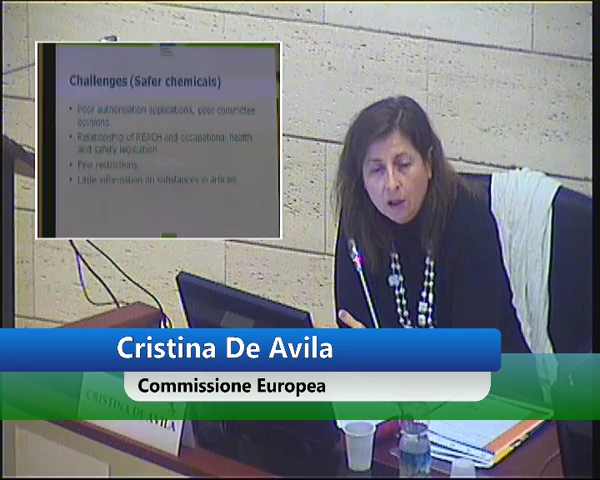 Challenges (Safer chemicals)
• Poor authorisation applications, poor committee
opinions
• Relationship of REACH and occupational health
and safety legislation
• Few restrictions
• Little information on substances in articles
Cristina De Avila
Commissione Europea
CRISTINA DE AVILA